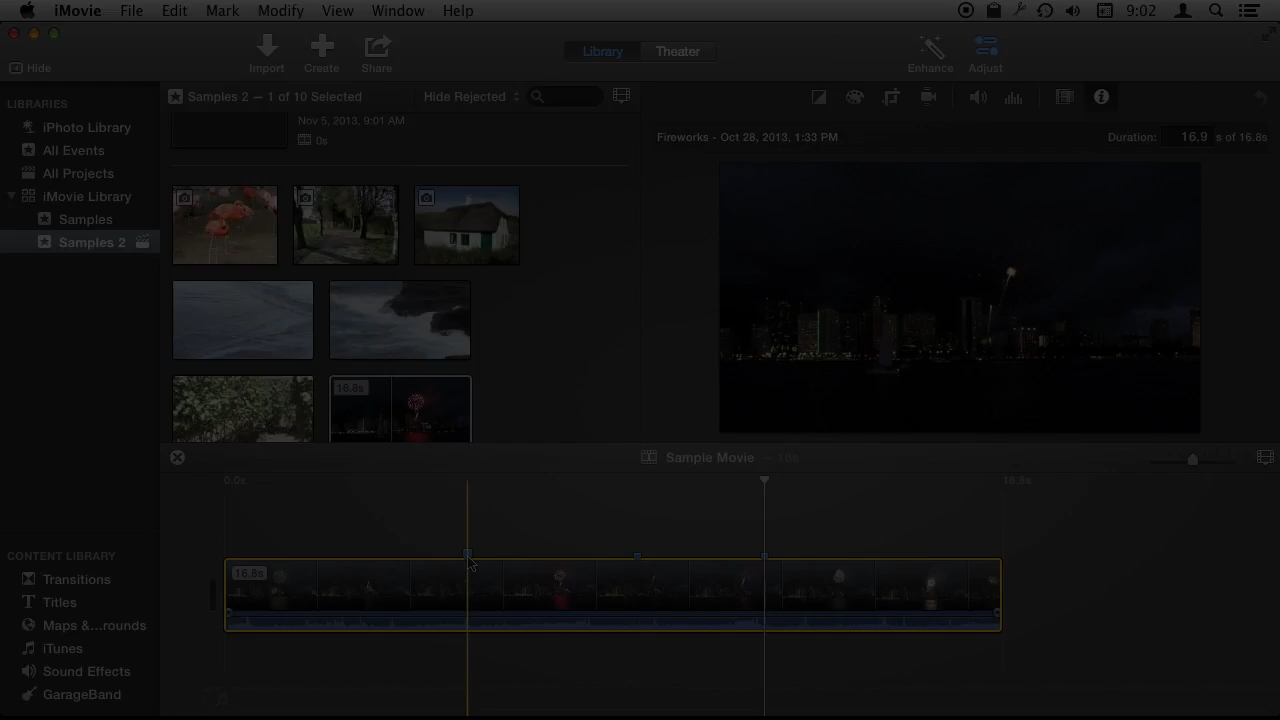 iMovie File Edit Mark Modify View Window Help 9:02
Library Theater
Hide Import Create Share Enhance Adjust
LIBRARIES
iPhoto Library
All Events
All Projects
iMovie Library
Samples
Samples 2
Samples 2 — 1 of 10 Selected Hide Rejected
Nov 5, 2013, 9:01 AM
0s
16.8s
Fireworks - Oct 28, 2013, 1:33 PM Duration: 16.9 s of 16.8s
Sample Movie — 16s
0.0s 16.8s
16.8s
CONTENT LIBRARY
Transitions
Titles
Maps &...rounds
iTunes
Sound Effects
GarageBand